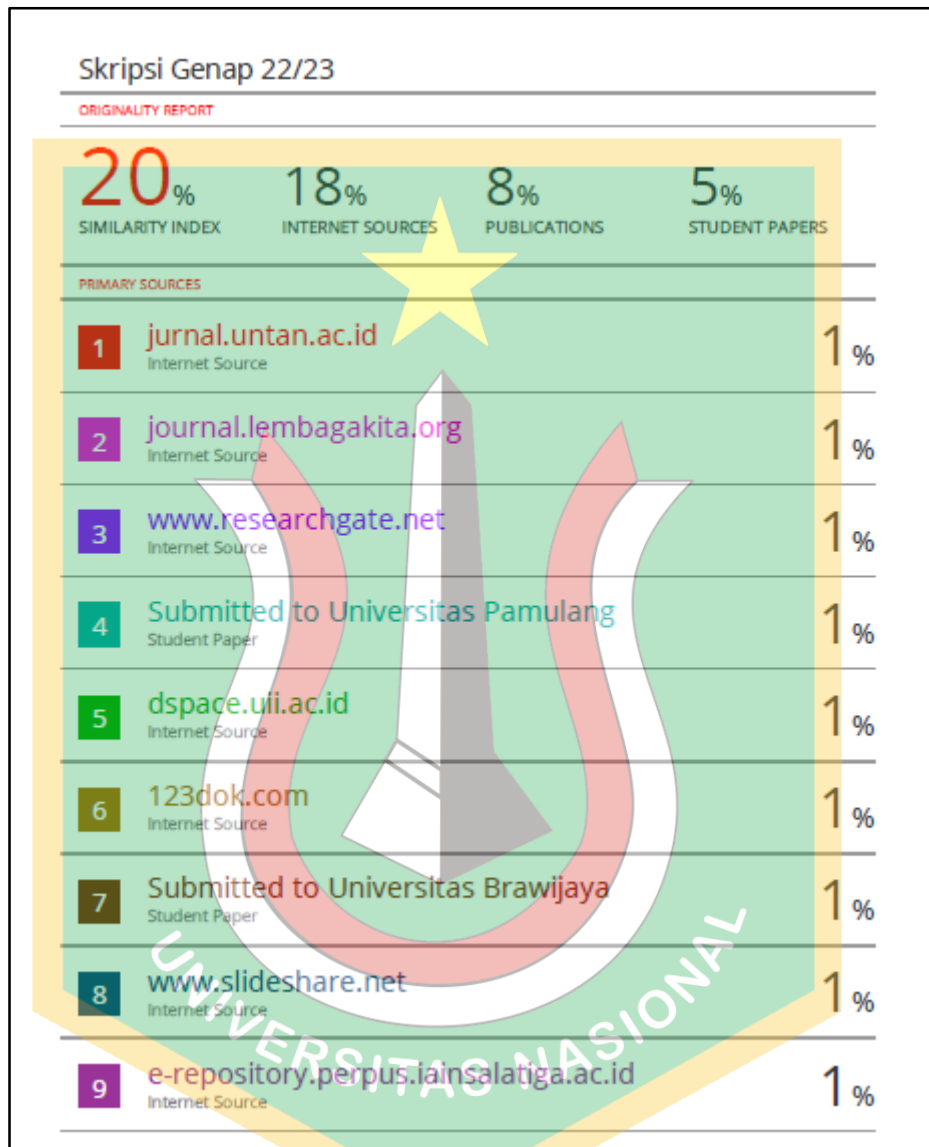 Skripsi Genap 22/23
ORIGINALITY REPORT
20% 18% 8% 5%
SIMILARITY INDEX INTERNET SOURCES PUBLICATIONS STUDENT PAPERS
PRIMARY SOURCES
1 jurnal.untan.ac.id 1%
Internet Source
2 journal.lembagakita.org 1%
Internet Source
3 www.researchgate.net 1%
Internet Source
4 Submitted to Universitas Pamulang 1%
Student Paper
5 dspace.uii.ac.id 1%
Internet Source
6 123dok.com 1%
Internet Source
7 Submitted to Universitas Brawijaya 1%
Student Paper
8 www.slideshare.net 1%
Internet Source
9 e-repository.perpus.iainsalatiga.ac.id 1%
Internet Source
UNIVERSITAS NASIONAL